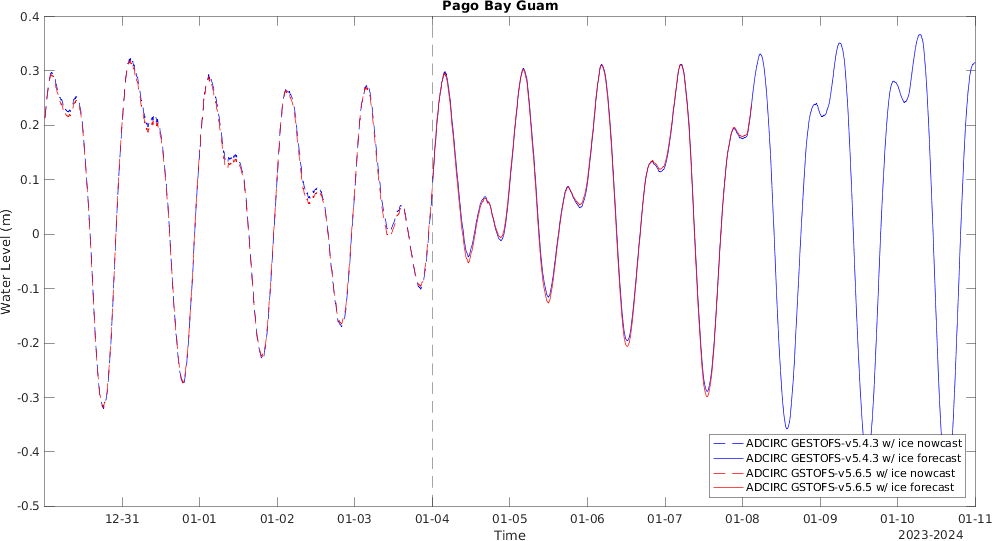 Pago Bay Guam
Water Level (m)
0.4
0.3
0.2
0.1
0
-0.1
-0.2
-0.3
-0.4
-0.5
ADCIRC GESTOFS-v5.4.3 w/ ice nowcast
ADCIRC GESTOFS-v5.4.3 w/ ice forecast
ADCIRC GSTOFS-v5.6.5 w/ ice nowcast
ADCIRC GSTOFS-v5.6.5 w/ ice forecast
12-31 01-01 01-02 01-03 01-04 01-05 01-06 01-07 01-08 01-09 01-10 01-11
Time
2023-2024